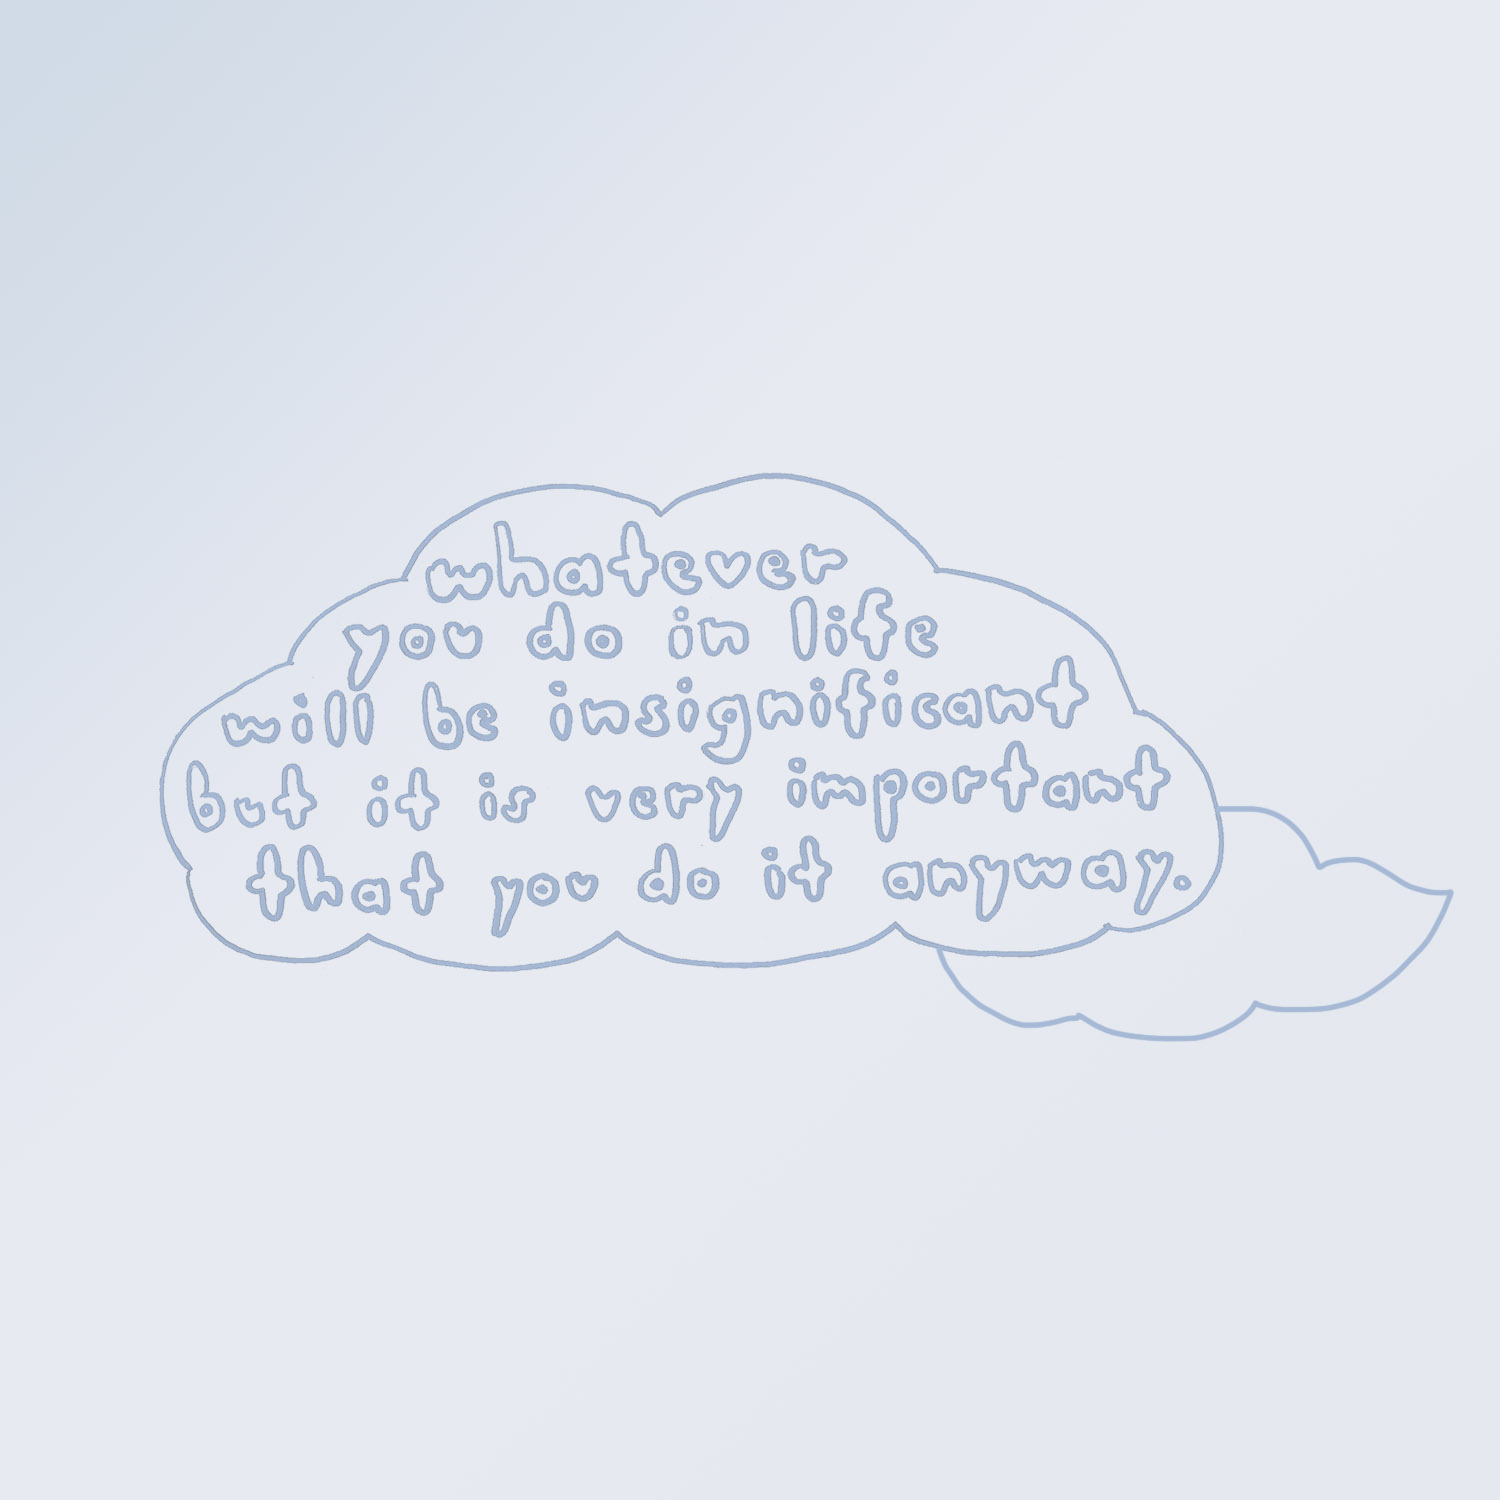 whatever
you do in life
will be insignificant
but it is very important
that you do it anyway.